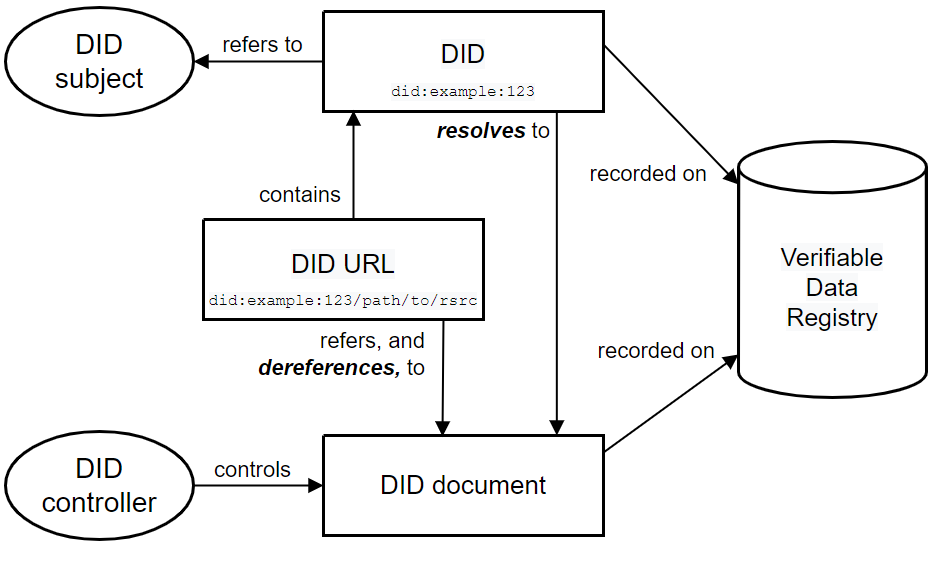 DID
subject
refers to
DID
did:example:123
resolves to
recorded on
contains
DID URL
did:example:123/path/to/rsrc
Verifiable
Data
Registry
refers, and
dereferences, to
recorded on
DID
controller
controls
DID document